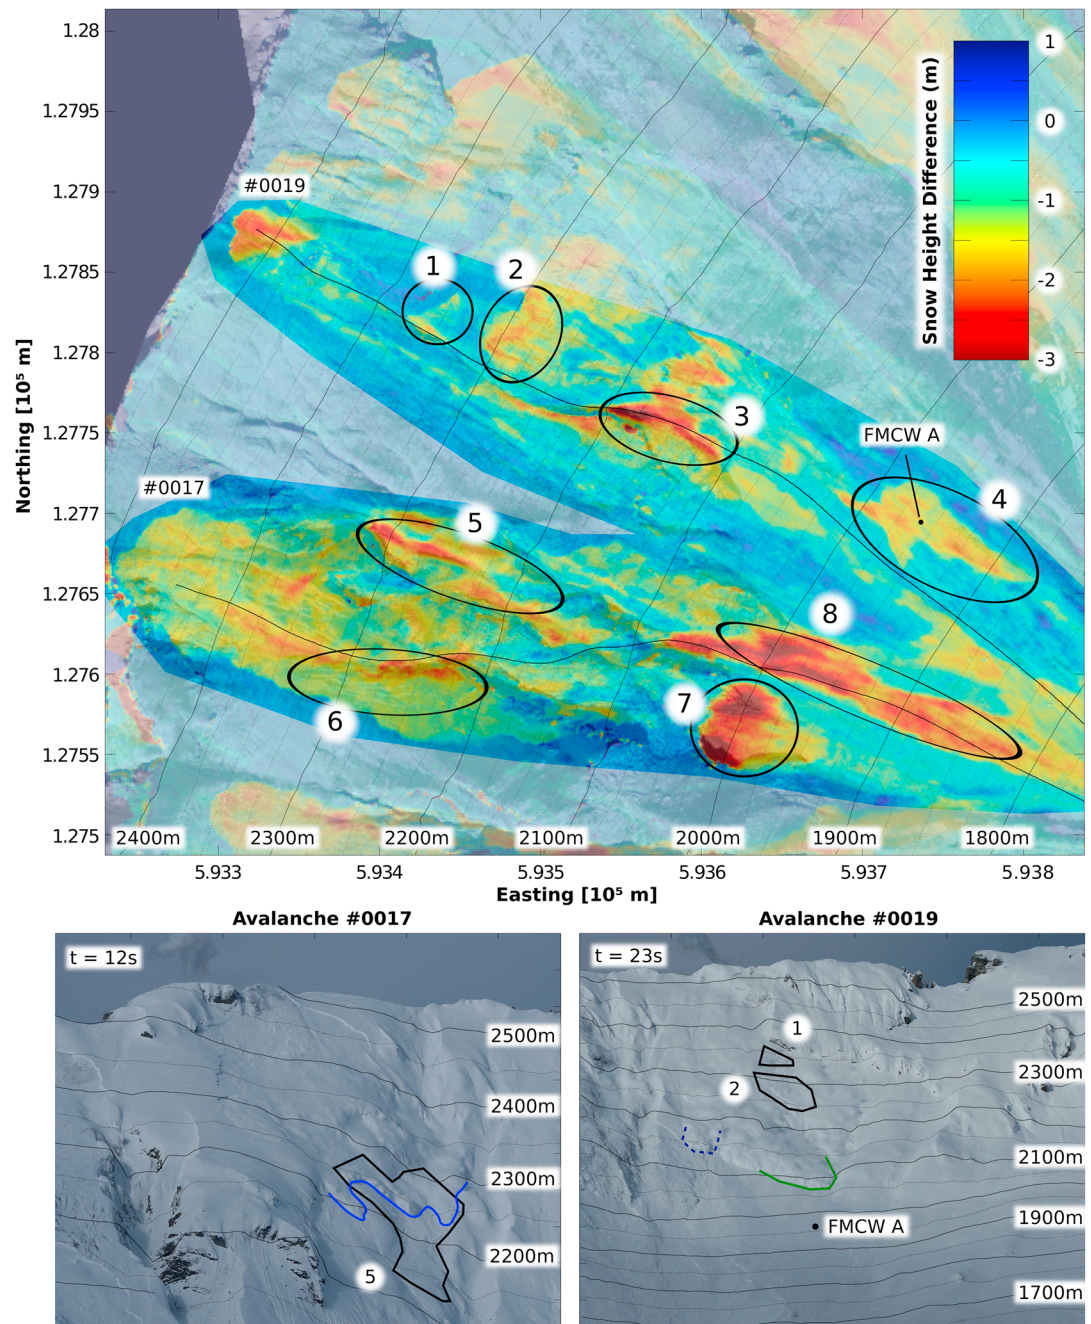 1.28
1.2795
1.279
1.2785
1.278
1.2775
1.277
1.2765
1.276
1.2755
1.275
Northing [10⁵ m]
#0019
#0017
1
2
3
4
5
6
7
8
FMCW A
Snow Height Difference (m)
1
0
-1
-2
-3
2400m
2300m
2200m
2100m
2000m
1900m
1800m
5.933
5.934
5.935
5.936
5.937
5.938
Easting [10⁵ m]
Avalanche #0017
t = 12s
2500m
2400m
2300m
2200m
5
Avalanche #0019
t = 23s
2500m
1
2300m
2
2100m
1900m
FMCW A
1700m